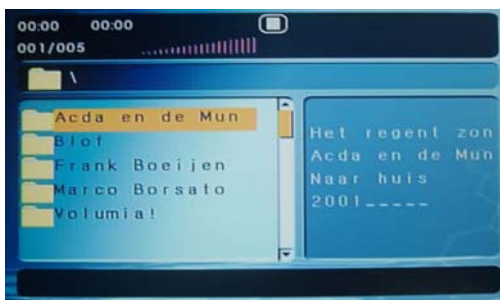 00:00 00:00
001/005
\
Acda en de Mun
Blof
Frank Boeijen
Marco Borsato
Volumia!
Het regent zon
Acda en de Mun
Naar huis
2001_____